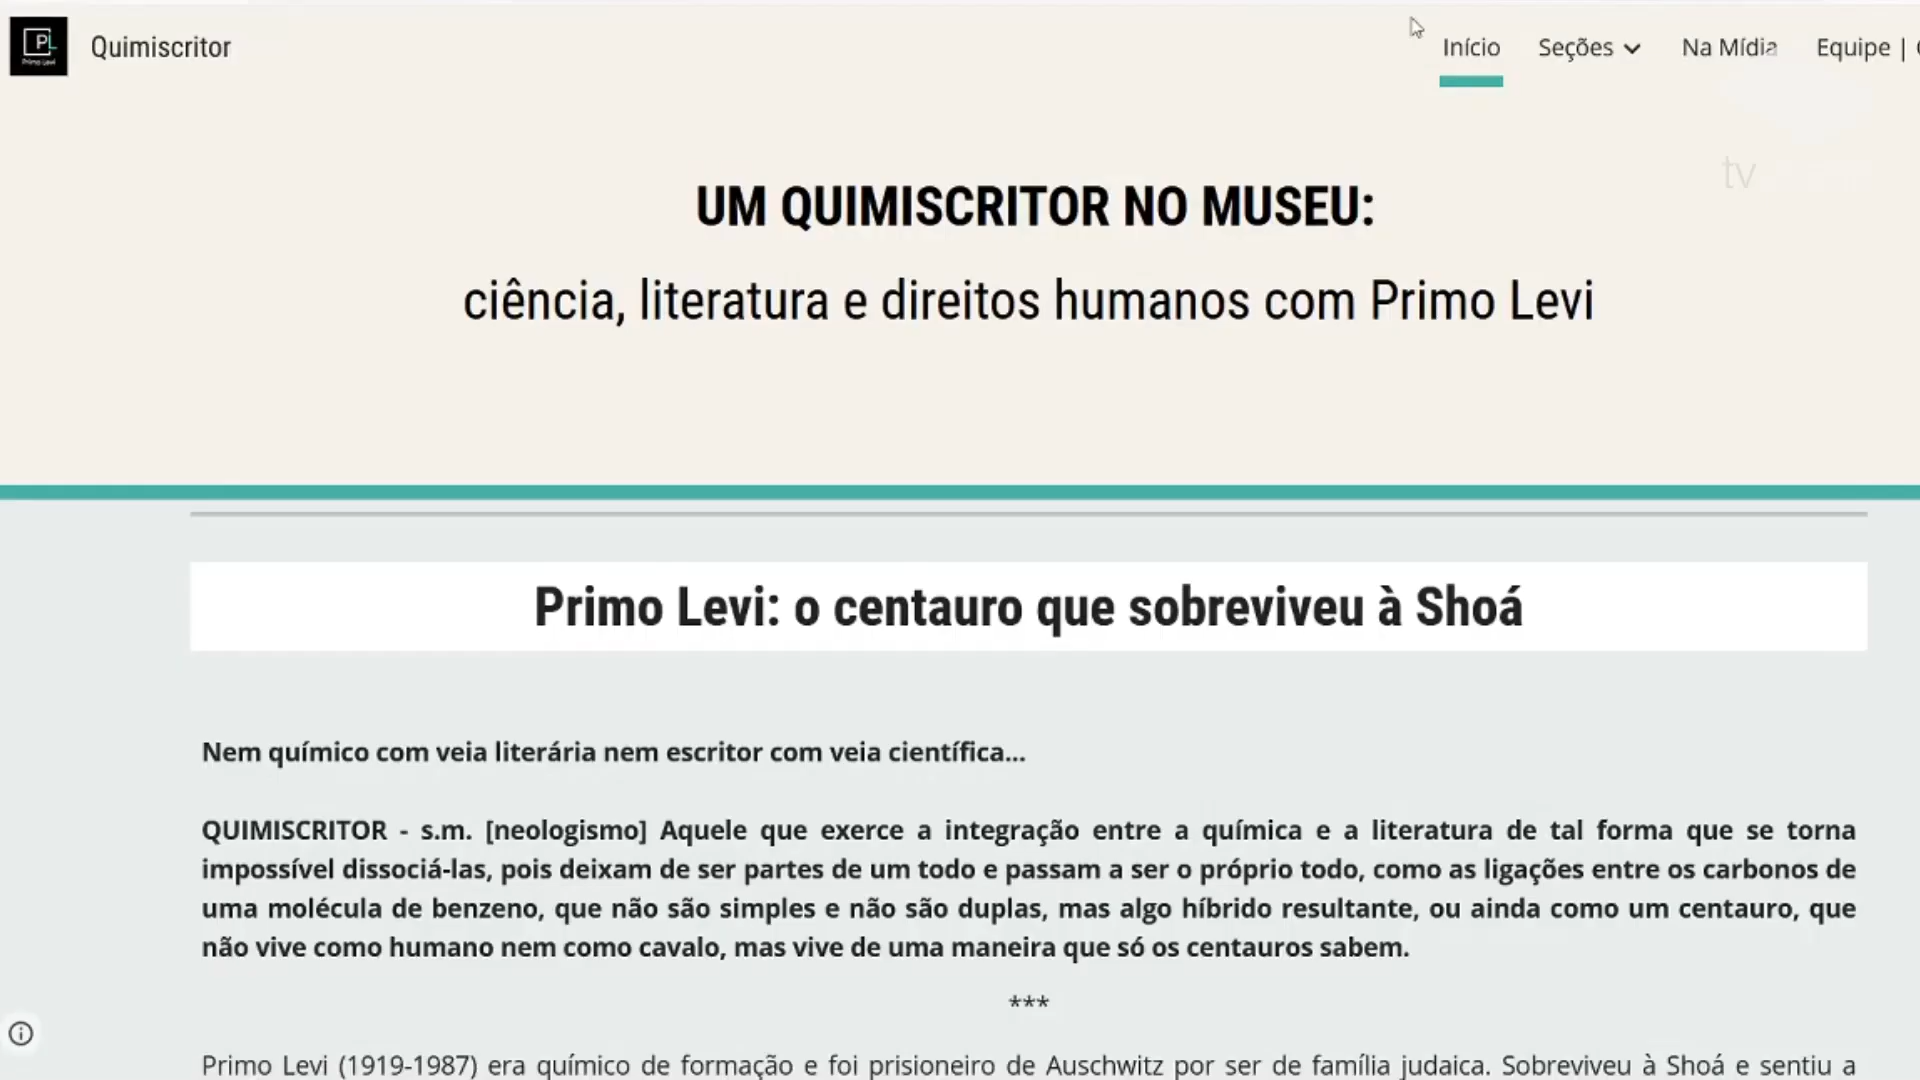 Quimiscritor
Início
Seções
Na Mídia
Equipe |
tv
UM QUIMISCRITOR NO MUSEU:
ciência, literatura e direitos humanos com Primo Levi
Primo Levi: o centauro que sobreviveu à Shoá
Nem químico com veia literária nem escritor com veia científica...
QUIMISCRITOR - s.m. [neologismo] Aquele que exerce a integração entre a química e a literatura de tal forma que se torna
impossível dissociá-las, pois deixam de ser partes de um todo e passam a ser o próprio todo, como as ligações entre os carbonos de
uma molécula de benzeno, que não são simples e não são duplas, mas algo híbrido resultante, ou ainda como um centauro, que
não vive como humano nem como cavalo, mas vive de uma maneira que só os centauros sabem.
***
Primo Levi (1919-1987) era químico de formação e foi prisioneiro de Auschwitz por ser de família judaica. Sobreviveu à Shoá e sentiu a